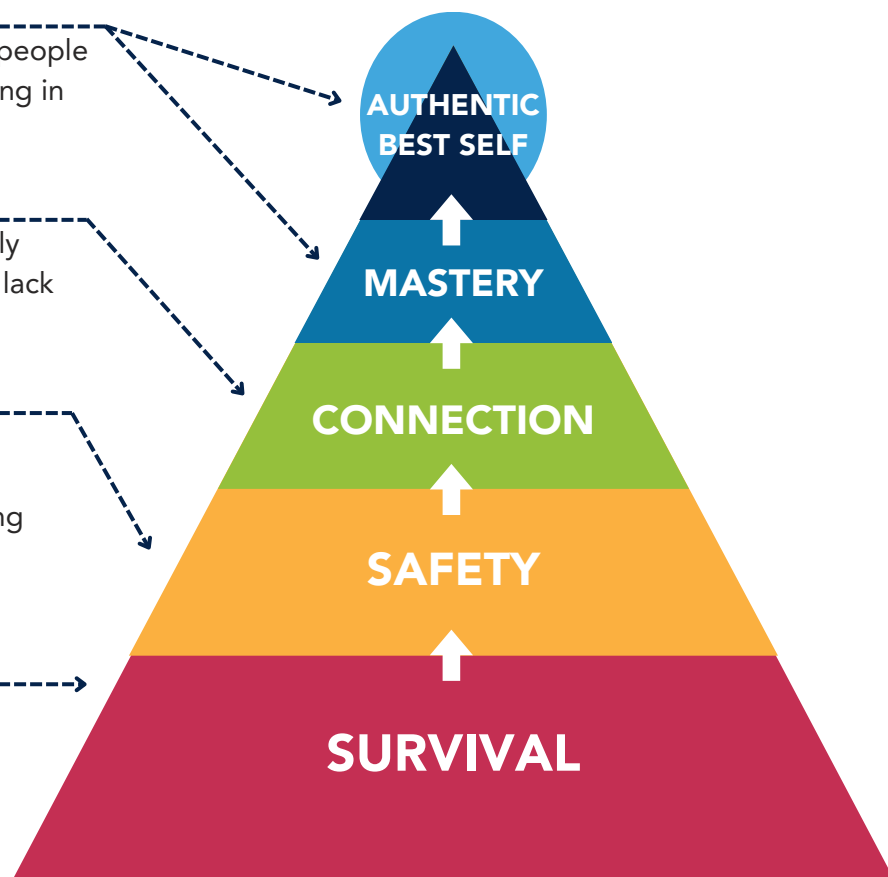 people
ng in
AUTHENTIC
BEST SELF
ly
lack
MASTERY
CONNECTION
ng
SAFETY
SURVIVAL